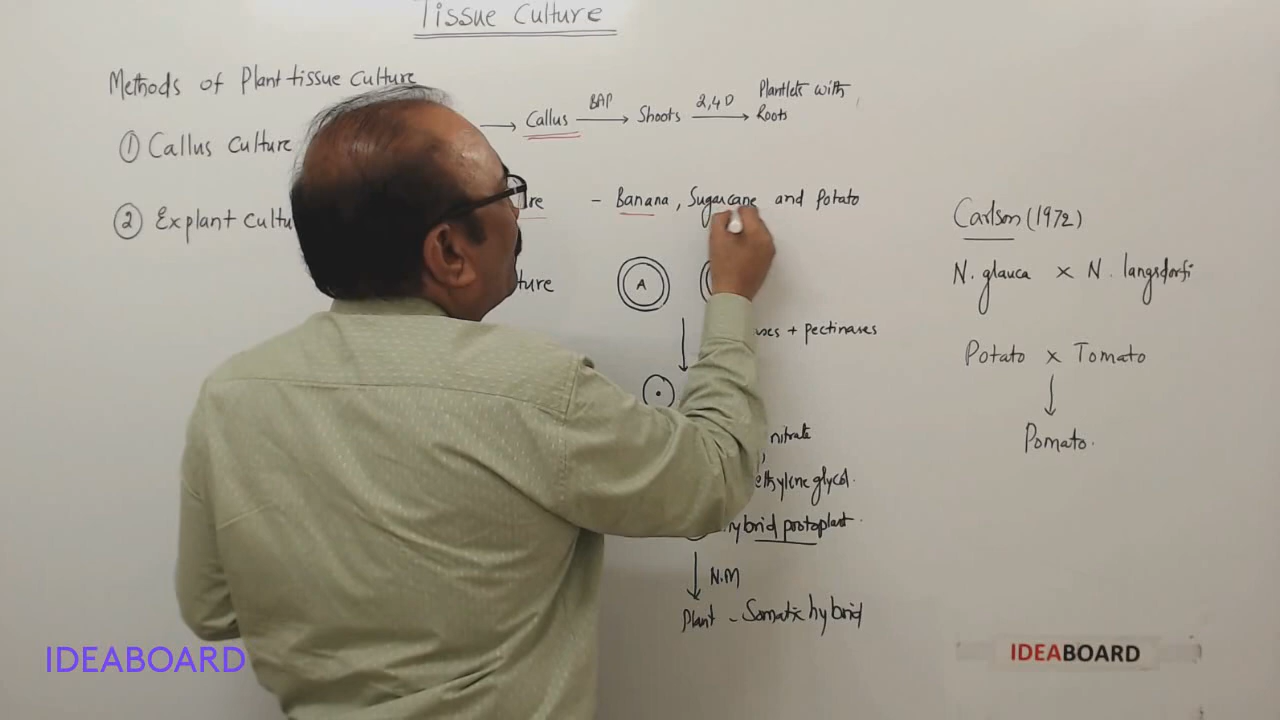 Tissue Culture
Methods of Plant tissue culture
① Callus Culture → Callus BAP → Shoots 2,4D → Plantlets with Roots
② Explant cultu re - Banana, Sugarcane and Potato
ture
A
ses + pectinases
nitrate
ethylene glycol.
hybrid protoplast.
N.M
Plant - Somatic hybrid
Carlson (1972)
N. glauca × N. langsdorfi
Potato × Tomato
Pomato.
IDEABOARD
IDEABOARD